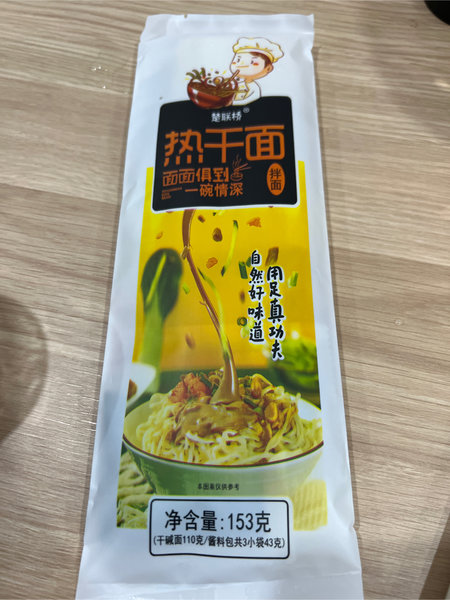 楚联桥®
热干面
面面俱到
一碗情深
拌面
用足真功夫
自然好味道
本图案仅供参考
净含量:153克
(干碱面110克/酱料包共3小袋43克)